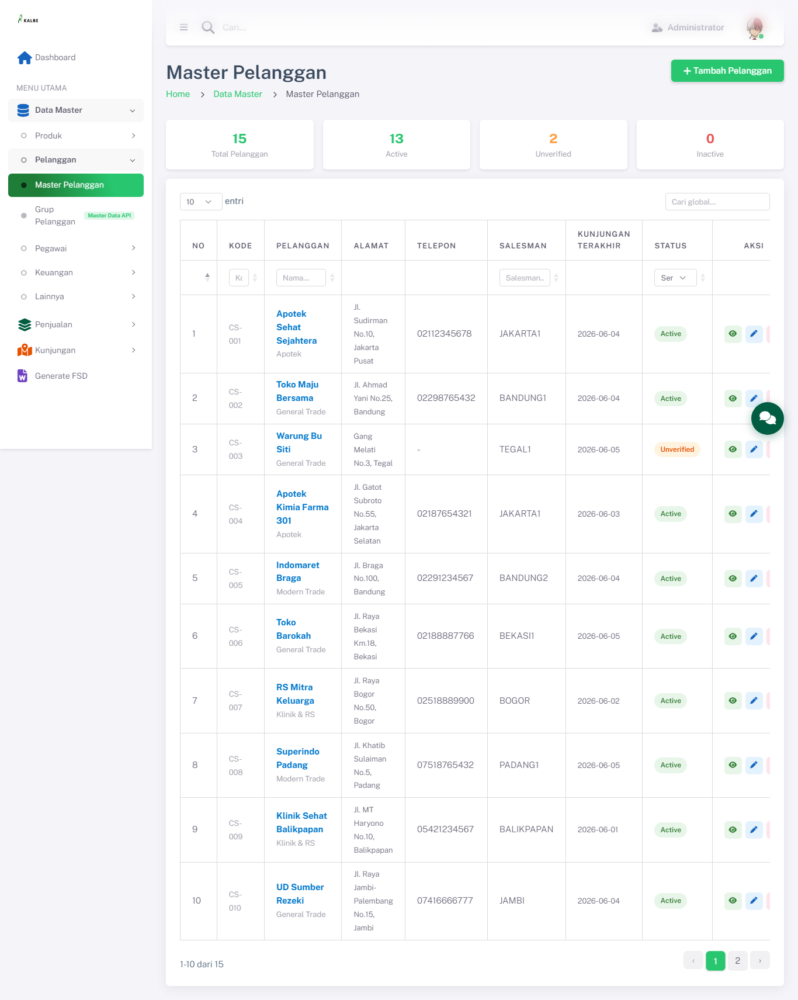 KALBE
Dashboard
MENU UTAMA
Data Master
Produk
Pelanggan
Master Pelanggan
Grup
Pelanggan
Master Data API
Pegawai
Keuangan
Lainnya
Penjualan
Kunjungan
Generate FSD
Cari...
Administrator
Master Pelanggan
Home > Data Master > Master Pelanggan
+ Tambah Pelanggan
15
Total Pelanggan
13
Active
2
Unverified
0
Inactive
10 entri
Cari global...
NO KODE PELANGGAN ALAMAT TELEPON SALESMAN KUNJUNGAN TERAKHIR STATUS AKSI
Nama... Salesman..
1
CS-
001
Apotek
Sehat
Sejahtera
Apotek
Jl.
Sudirman
No.10,
Jakarta
Pusat
02112345678
JAKARTA1
2026-06-04
Active
2
CS-
002
Toko Maju
Bersama
General Trade
Jl. Ahmad
Yani No.25,
Bandung
02298765432
BANDUNG1
2026-06-04
Active
3
CS-
003
Warung Bu
Siti
General Trade
Gang
Melati
No.3, Tegal
-
TEGAL1
2026-06-05
Unverified
4
CS-
004
Apotek
Kimia Farma
301
Apotek
Jl. Gatot
Subroto
No.55,
Jakarta
Selatan
02187654321
JAKARTA1
2026-06-03
Active
5
CS-
005
Indomaret
Braga
Modern Trade
Jl. Braga
No.100,
Bandung
02291234567
BANDUNG2
2026-06-04
Active
6
CS-
006
Toko
Barokah
General Trade
Jl. Raya
Bekasi
Km.18,
Bekasi
02188887766
BEKASI1
2026-06-05
Active
7
CS-
007
RS Mitra
Keluarga
Klinik & RS
Jl. Raya
Bogor
No.50,
Bogor
02518889900
BOGOR
2026-06-02
Active
8
CS-
008
Superindo
Padang
Modern Trade
Jl. Khatib
Sulaiman
No.5,
Padang
07518765432
PADANG1
2026-06-05
Active
9
CS-
009
Klinik Sehat
Balikpapan
Klinik & RS
Jl. MT
Haryono
No.10,
Balikpapan
05421234567
BALIKPAPAN
2026-06-01
Active
10
CS-
010
UD Sumber
Rezeki
General Trade
Jl. Raya
Jambi-
Palembang
No.15,
Jambi
07416666777
JAMBI
2026-06-04
Active
1-10 dari 15
‹ 1 2 ›